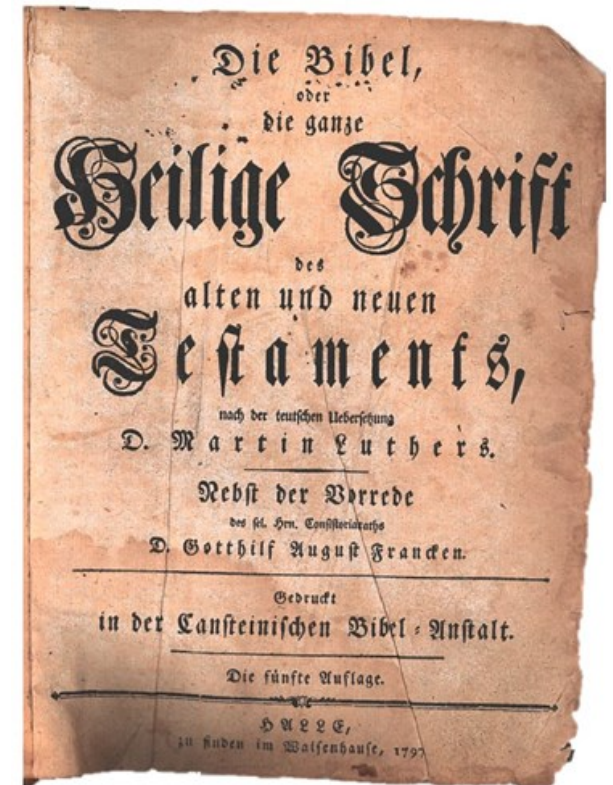 Die Bibel,
oder
die ganze
Heilige Schrift
des
alten und neuen
Testaments,
nach der teutschen Uebersetzung
D. Martin Luthers.
Nebst der Vorrede
des sel. Hrn. Consistorialraths
D. Gotthilf August Francken.
Gedruckt
in der Cansteinischen Bibel-Anstalt.
Die fünfte Auflage.
HALLE,
zu finden im Waisenhause,